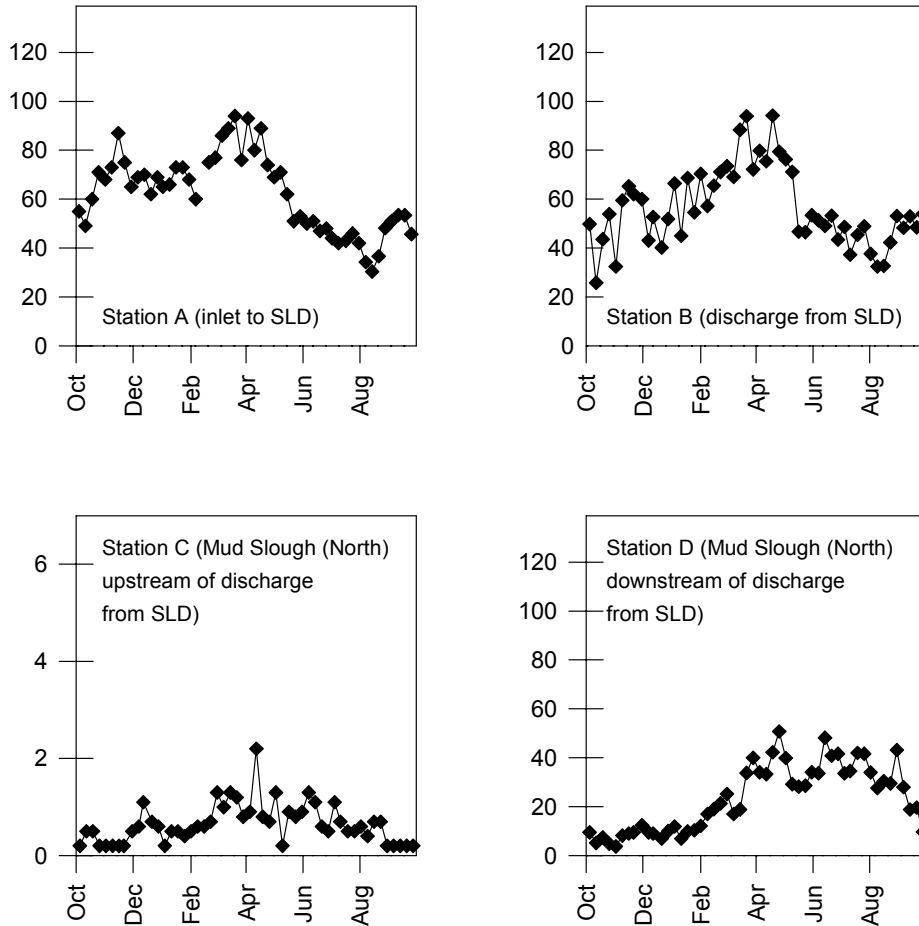 120
100
80
60
40
20
0
Station A (inlet to SLD)
Oct
Dec
Feb
Apr
Jun
Aug
120
100
80
60
40
20
0
Station B (discharge from SLD)
Oct
Dec
Feb
Apr
Jun
Aug
6
4
2
0
Station C (Mud Slough (North)
upstream of discharge
from SLD)
Oct
Dec
Feb
Apr
Jun
Aug
120
100
80
60
40
20
0
Station D (Mud Slough (North)
downstream of discharge
from SLD)
Oct
Dec
Feb
Apr
Jun
Aug